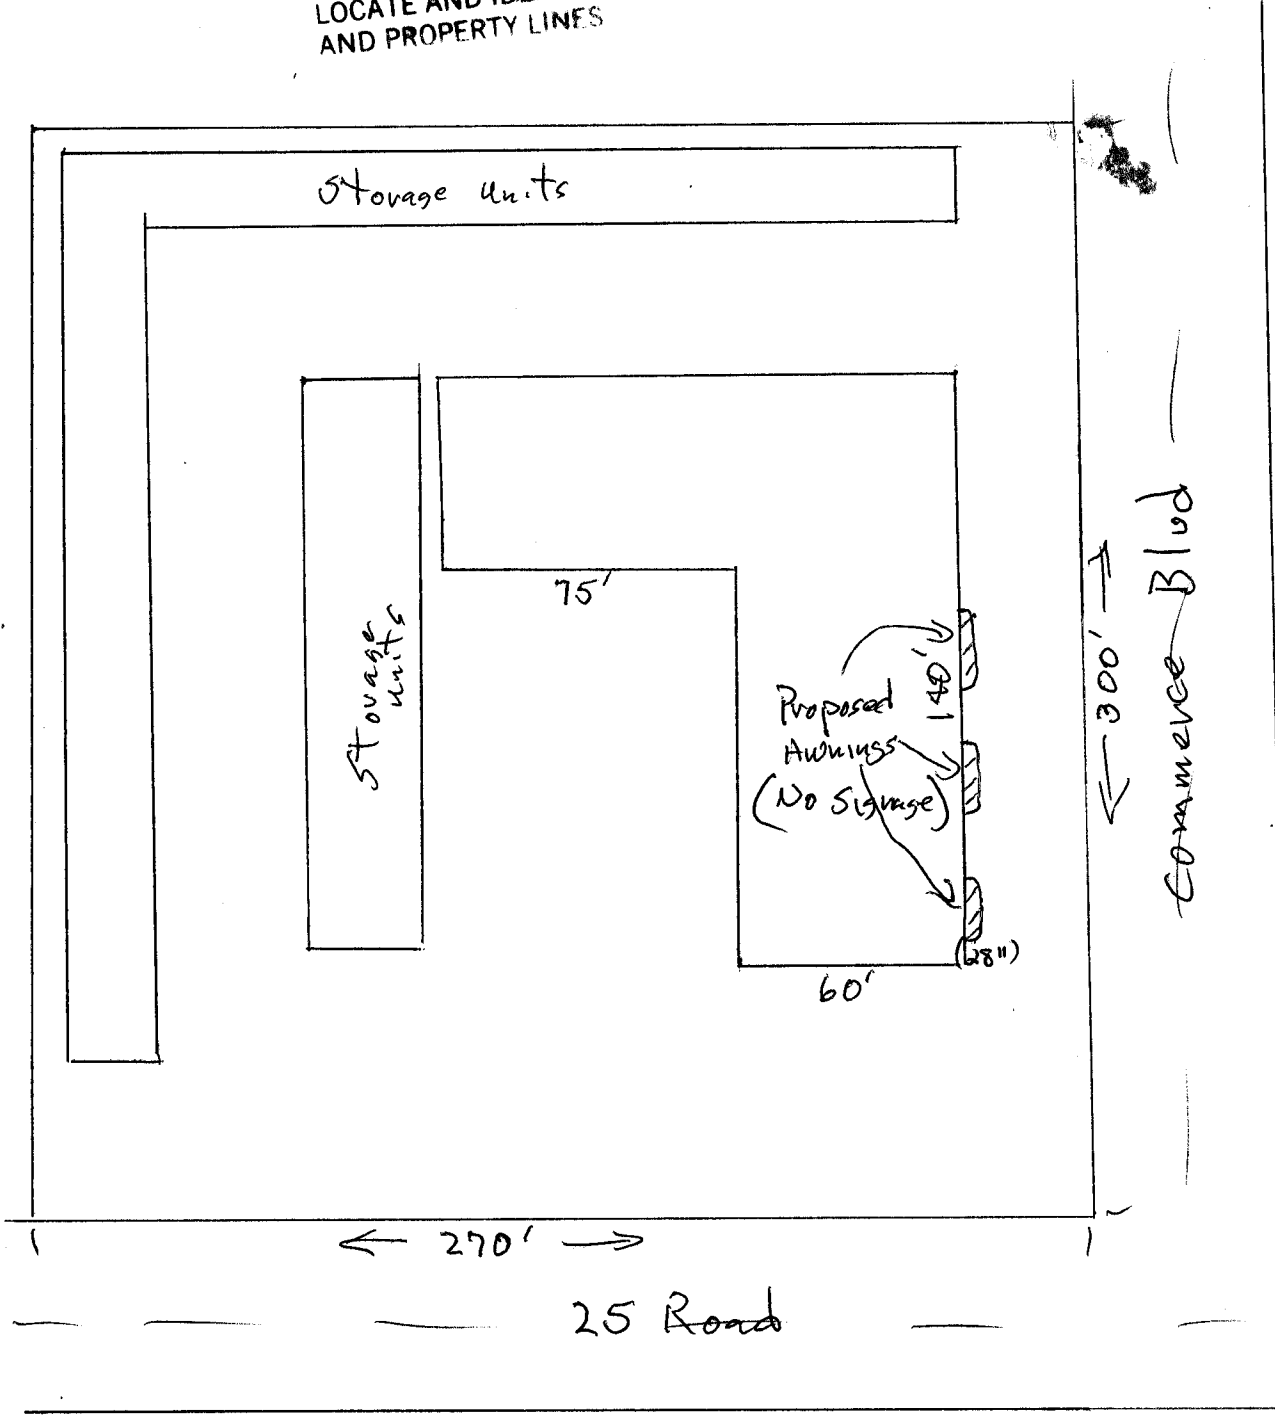 LOCATE AND
AND PROPERTY LINES
Storage Units
75'
Storage
Units
140'
Proposed
Awnings
(No Signage)
(28")
60'
300'
Commerce Blvd
270'
25 Road